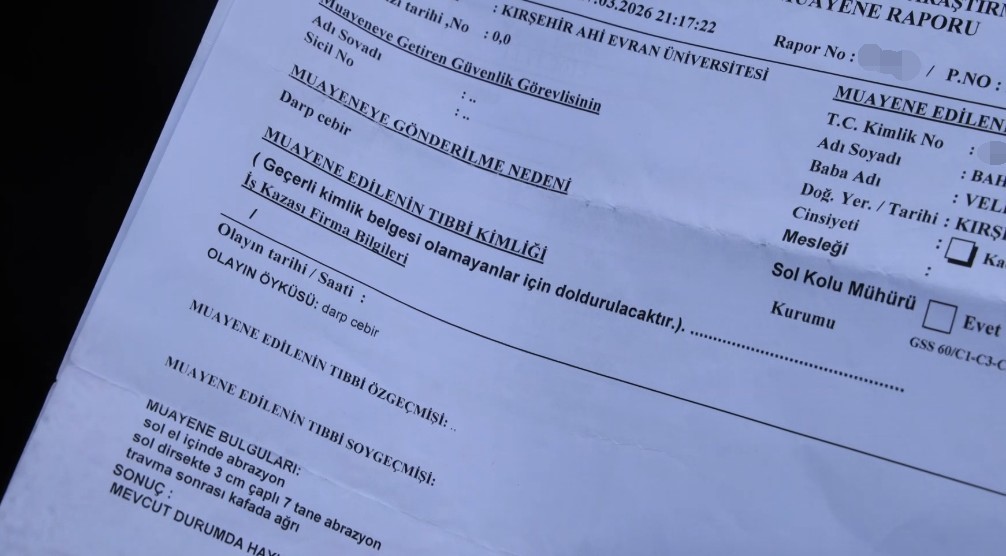 MUAYENE RAPORU
.03.2026 21:17:22
tarihi ,No : 0,0
: KIRŞEHİR AHİ EVRAN ÜNİVERSİTESİ
Rapor No : / P.NO :
Muayeneye Getiren Güvenlik Görevlisinin
Adı Soyadı : ..
Sicil No : ..
MUAYENEYE GÖNDERİLME NEDENİ
Darp cebir
MUAYENE EDİLENİN TIBBİ KİMLİĞİ
( Geçerli kimlik belgesi olamayanlar için doldurulacaktır.). ..............................
İş Kazası Firma Bilgileri
/
MUAYENE EDİLEN
T.C. Kimlik No :
Adı Soyadı : BAH
Baba Adı : VEL
Doğ. Yer. / Tarihi : KIRŞ
Cinsiyeti : Ka
Mesleği :
Sol Kolu Mühürü Evet
Kurumu GSS 60/C1-C3-C
Olayın tarihi / Saati :
OLAYIN ÖYKÜSÜ: darp cebir
MUAYENE EDİLENİN TIBBİ ÖZGEÇMİŞİ: ..
MUAYENE EDİLENİN TIBBİ SOYGEÇMİŞİ:
MUAYENE BULGULARI:
sol el içinde abrazyon
sol dirsekte 3 cm çaplı 7 tane abrazyon
travma sonrası kafada ağrı
SONUÇ :
MEVCUT DURUMDA HAY